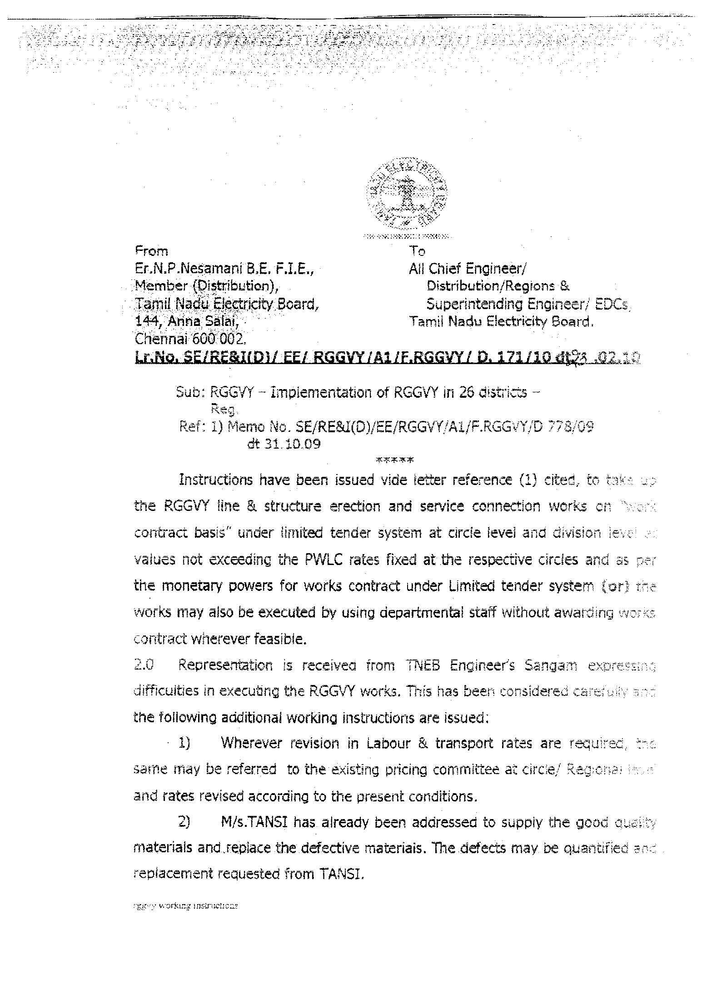 From
Er.N.P.Nesamani B.E. F.I.E.,
Member (Distribution),
Tamil Nadu Electricity Board,
144, Anna Salai,
Chennai 600 002.
To
All Chief Engineer/
Distribution/Regions &
Superintending Engineer/ EDCs,
Tamil Nadu Electricity Board.
Lr.No. SE/RE&I(D)/ EE/ RGGVY/A1/F.RGGVY/ D. 171/10 dt .02.10
Sub: RGGVY – Implementation of RGGVY in 26 districts –
Reg.
Ref: 1) Memo No. SE/RE&I(D)/EE/RGGVY/A1/F.RGGVY/D 778/09
dt 31.10.09
*****
Instructions have been issued vide letter reference (1) cited, to take up
the RGGVY line & structure erection and service connection works on "work
contract basis" under limited tender system at circle level and division level at
values not exceeding the PWLC rates fixed at the respective circles and as per
the monetary powers for works contract under Limited tender system (or) the
works may also be executed by using departmental staff without awarding works
contract wherever feasible.
2.0 Representation is received from TNEB Engineer's Sangam expressing
difficulties in executing the RGGVY works. This has been considered carefully and
the following additional working instructions are issued:
1) Wherever revision in Labour & transport rates are required, the
same may be referred to the existing pricing committee at circle/ Regional level
and rates revised according to the present conditions.
2) M/s.TANSI has already been addressed to supply the good quality
materials and replace the defective materials. The defects may be quantified and
replacement requested from TANSI.
rggvy working instructions